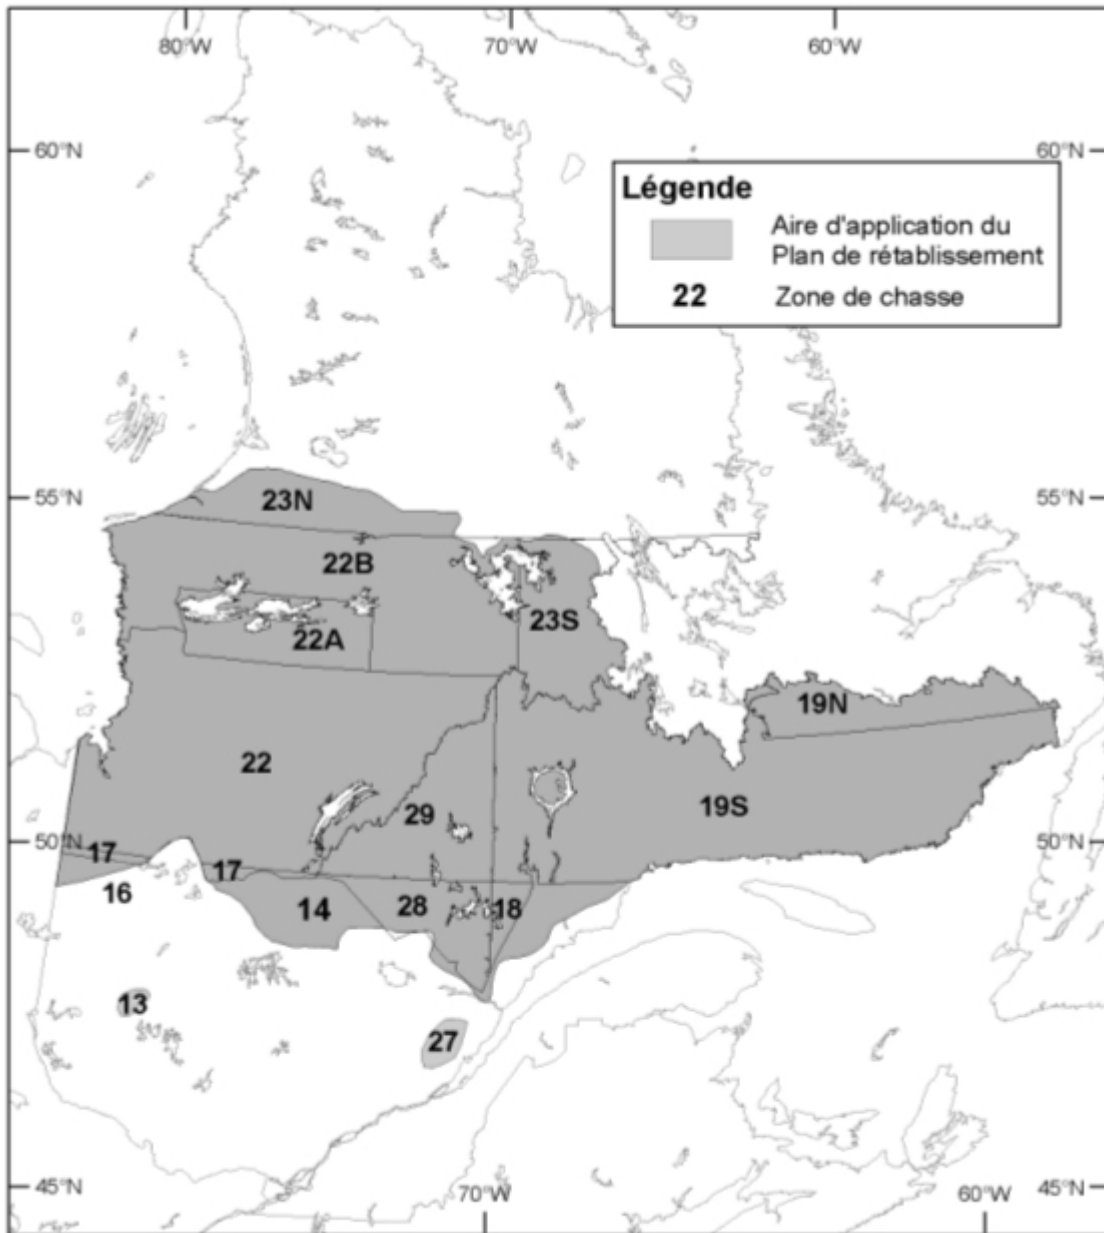 80°W 70°W 60°W
60°N 60°N
Légende
Aire d'application du
Plan de rétablissement
22 Zone de chasse
55°N 55°N
23N
22B
23S
22A
19N
22
19S
29
50°N 50°N
17
17
16
14
28
18
13
27
45°N 70°W 60°W 45°N